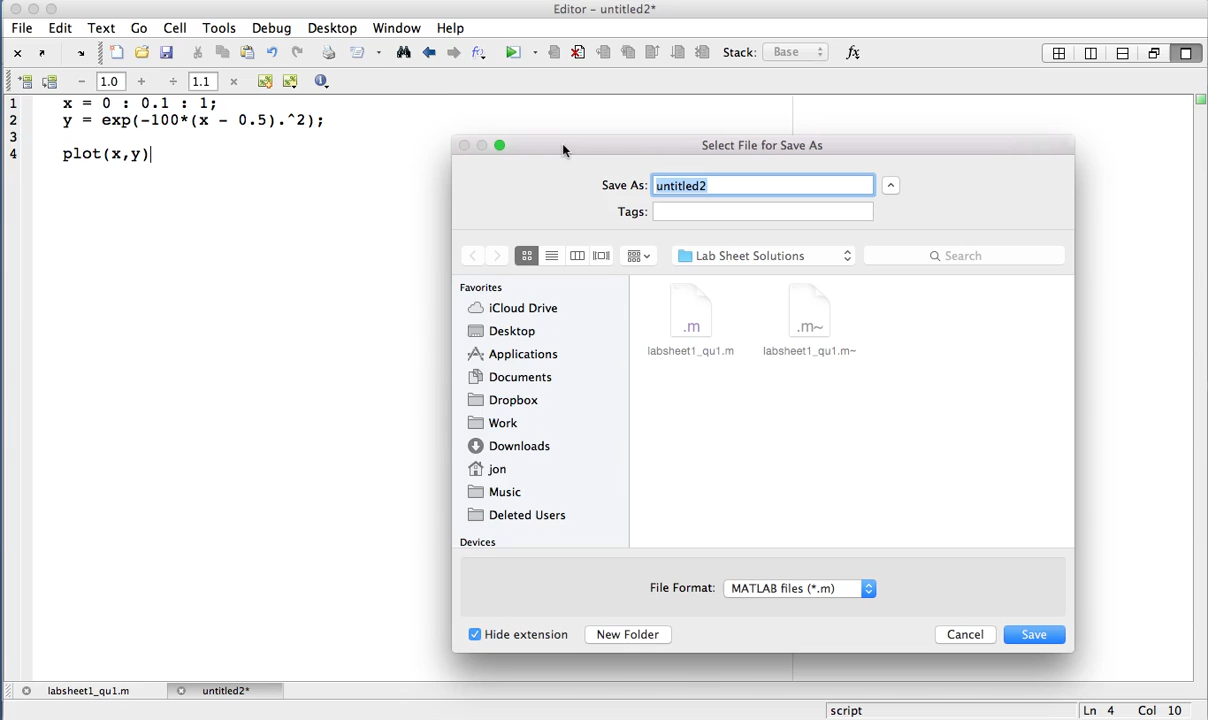 Editor - untitled2*
File Edit Text Go Cell Tools Debug Desktop Window Help
Stack: Base fx
− 1.0 + ÷ 1.1 ×
1 x = 0 : 0.1 : 1;
2 y = exp(-100*(x - 0.5).^2);
3
4 plot(x,y)
Select File for Save As
Save As: untitled2
Tags:
Lab Sheet Solutions
Search
Favorites
iCloud Drive
Desktop
Applications
Documents
Dropbox
Work
Downloads
jon
Music
Deleted Users
Devices
.m .m~
labsheet1_qu1.m labsheet1_qu1.m~
File Format: MATLAB files (*.m)
Hide extension New Folder Cancel Save
labsheet1_qu1.m untitled2*
script Ln 4 Col 10